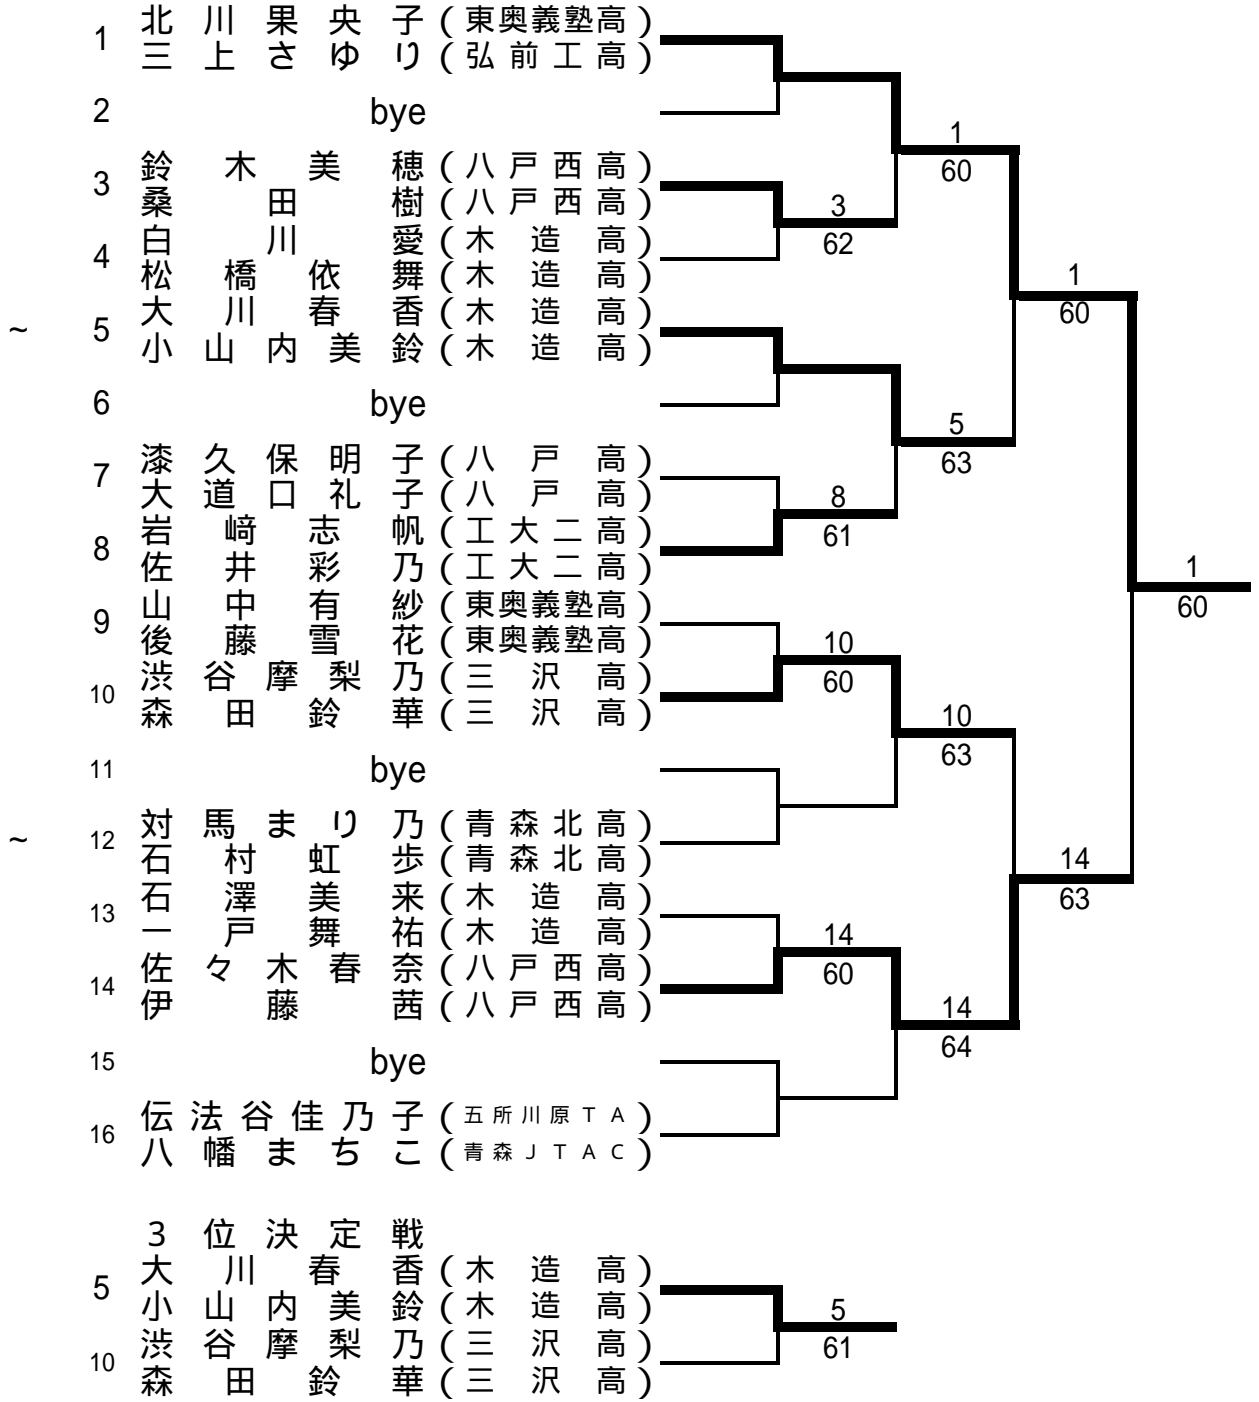 1 北川果央子(東奥義塾高)
三上さゆり(弘前工高)
2 bye
3 鈴木美穂(八戸西高)
桑田樹(八戸西高)
4 白川愛(木造高)
松橋依舞(木造高)
~ 5 大川春香(木造高)
小山内美鈴(木造高)
6 bye
7 漆久保明子(八戸高)
大道口礼子(八戸高)
8 岩﨑志帆(工大二高)
佐井彩乃(工大二高)
9 山中有紗(東奥義塾高)
後藤雪花(東奥義塾高)
10 渋谷摩梨乃(三沢高)
森田鈴華(三沢高)
11 bye
~ 12 対馬まり乃(青森北高)
石村虹歩(青森北高)
13 石澤美来(木造高)
一戸舞祐(木造高)
14 佐々木春奈(八戸西高)
伊藤茜(八戸西高)
15 bye
16 伝法谷佳乃子(五所川原TA)
八幡まちこ(青森JTAC)
3
62
8
61
10
60
14
60
1
60
5
63
10
63
14
64
1
60
14
63
1
60
3位決定戦
5 大川春香(木造高)
小山内美鈴(木造高)
10 渋谷摩梨乃(三沢高)
森田鈴華(三沢高)
5
61